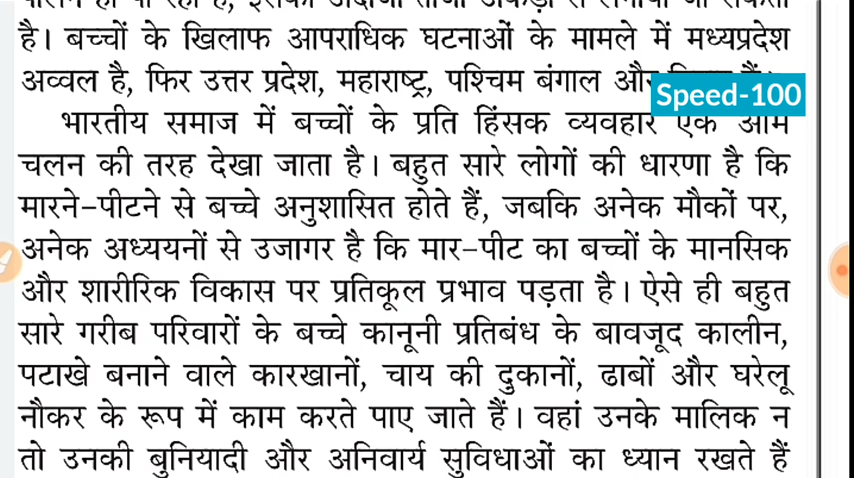 है। बच्चों के खिलाफ आपराधिक घटनाओं के मामले में मध्यप्रदेश
अव्वल है, फिर उत्तर प्रदेश, महाराष्ट्र, पश्चिम बंगाल
Speed-100
भारतीय समाज में बच्चों के प्रति हिंसक व्यवहार एक आम
चलन की तरह देखा जाता है। बहुत सारे लोगों की धारणा है कि
मारने-पीटने से बच्चे अनुशासित होते हैं, जबकि अनेक मौकों पर,
अनेक अध्ययनों से उजागर है कि मार-पीट का बच्चों के मानसिक
और शारीरिक विकास पर प्रतिकूल प्रभाव पड़ता है। ऐसे ही बहुत
सारे गरीब परिवारों के बच्चे कानूनी प्रतिबंध के बावजूद कालीन,
पटाखे बनाने वाले कारखानों, चाय की दुकानों, ढाबों और घरेलू
नौकर के रूप में काम करते पाए जाते हैं। वहां उनके मालिक न
तो उनकी बुनियादी और अनिवार्य सुविधाओं का ध्यान रखते हैं